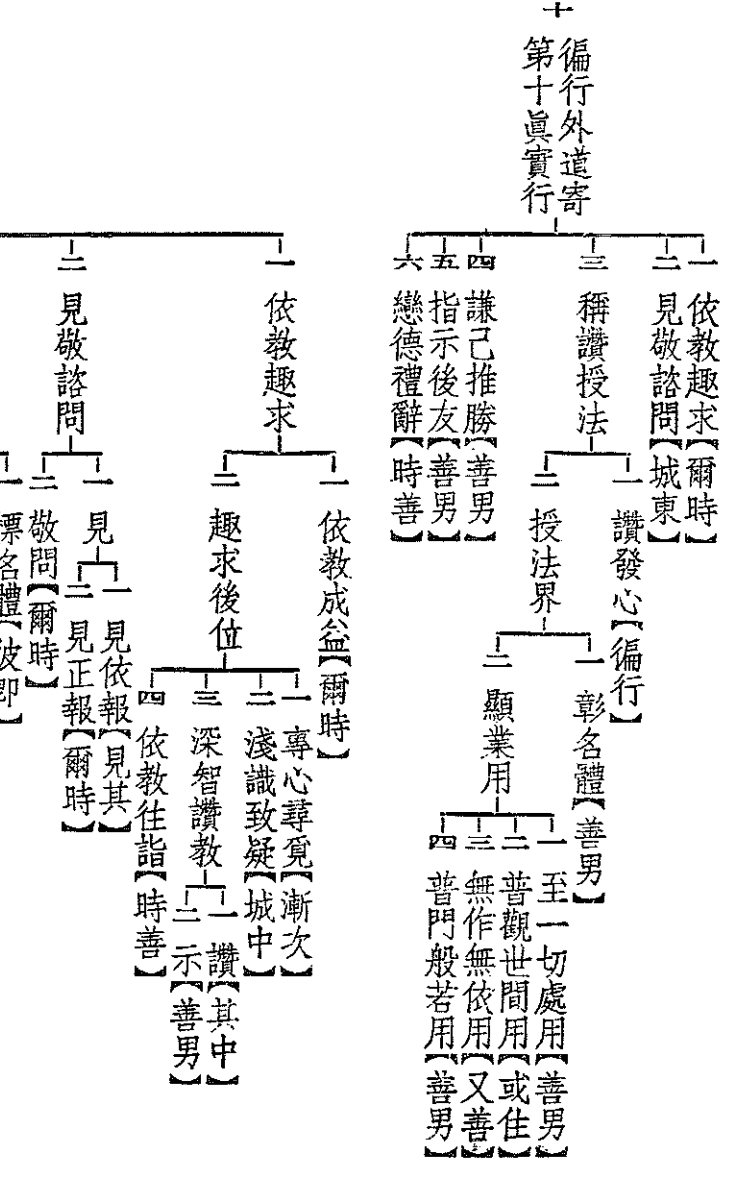 十
徧行外道寄
第十眞實行
一 依教趣求【爾時】
二 見敬諮問【城東】
三 稱讚授法
一 讚發心【徧行】
二 授法界
一 彰名體【善男】
二 顯業用
一 至一切處用【善男】
二 普觀世間用【或住】
三 無作無依用【又善】
四 普門般若用【善男】
四 謙己推勝【善男】
五 指示後友【善男】
六 戀德禮辭【時善】
一 依教趣求
一 依教成益【爾時】
二 趣求後位
一 專心尋覓【漸次】
二 淺識致疑【城中】
三 深智讚教
一 讚【其中】
二 示【善男】
四 依教往詣【時善】
二 見敬諮問
一 見
一 見依報【見其】
二 見正報【爾時】
二 敬問【爾時】
一 標名體【彼即】